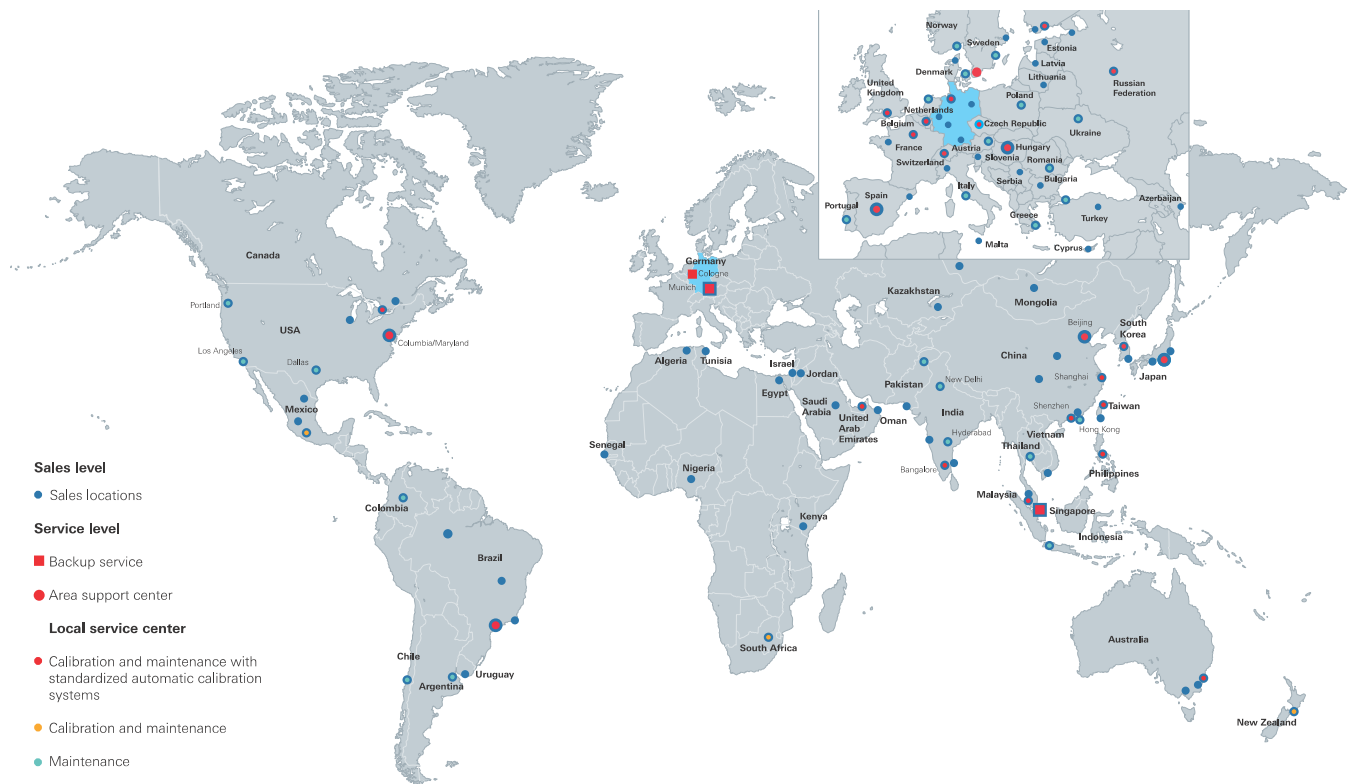 Norway
Sweden
Estonia
Latvia
Lithuania
Denmark
United
Kingdom
Russian
Federation
Poland
Netherlands
Belgium
Czech Republic
Ukraine
France
Austria
Hungary
Switzerland
Slovenia
Romania
Serbia
Bulgaria
Italy
Spain
Portugal
Greece
Turkey
Azerbaijan
Malta
Cyprus
Canada
Germany
Cologne
Munich
Portland
USA
Columbia/Maryland
Los Angeles
Dallas
Mexico
Kazakhstan
Mongolia
Beijing
South
Korea
China
Japan
Shanghai
Algeria
Tunisia
Israel
Jordan
Egypt
Saudi
Arabia
United
Arab
Emirates
Oman
Pakistan
New Delhi
India
Hyderabad
Bangalore
Shenzhen
Taiwan
Hong Kong
Vietnam
Thailand
Philippines
Malaysia
Singapore
Indonesia
Senegal
Nigeria
Kenya
South Africa
Colombia
Brazil
Chile
Uruguay
Argentina
Australia
New Zealand
Sales level
Sales locations
Service level
Backup service
Area support center
Local service center
Calibration and maintenance with
standardized automatic calibration
systems
Calibration and maintenance
Maintenance